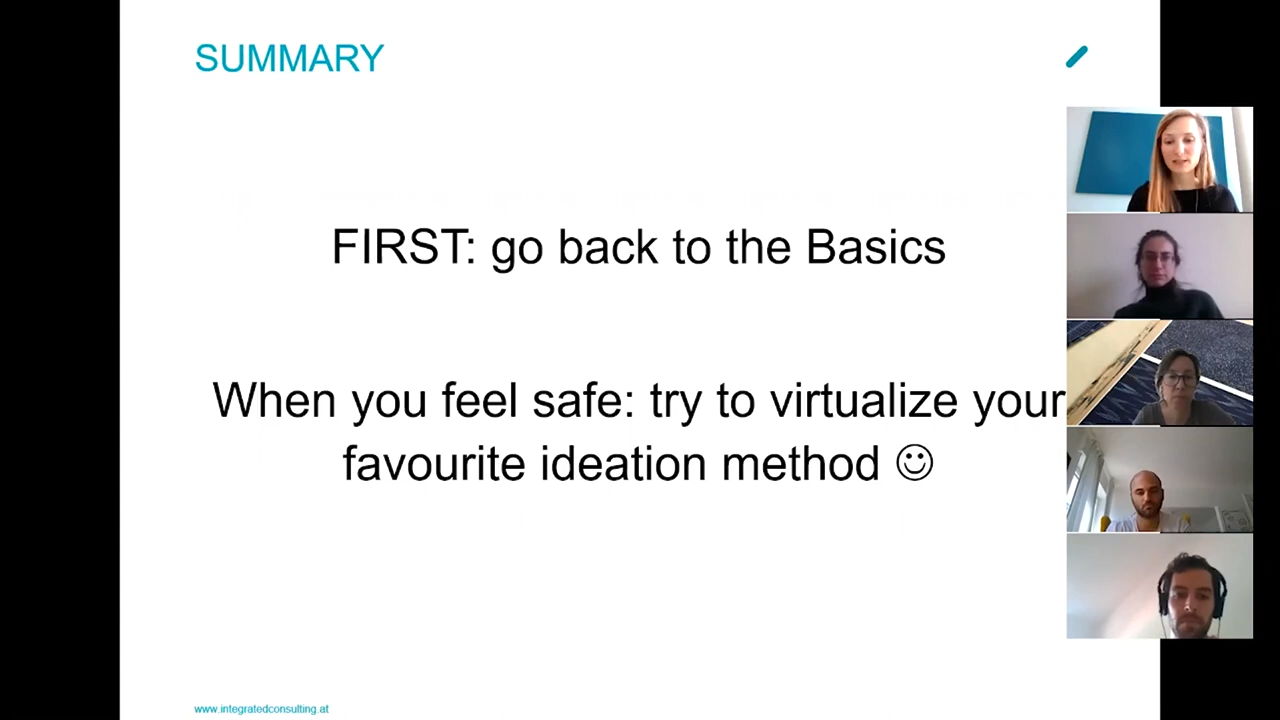 SUMMARY
FIRST: go back to the Basics
When you feel safe: try to virtualize your
favourite ideation method ☺
www.integratedconsulting.at